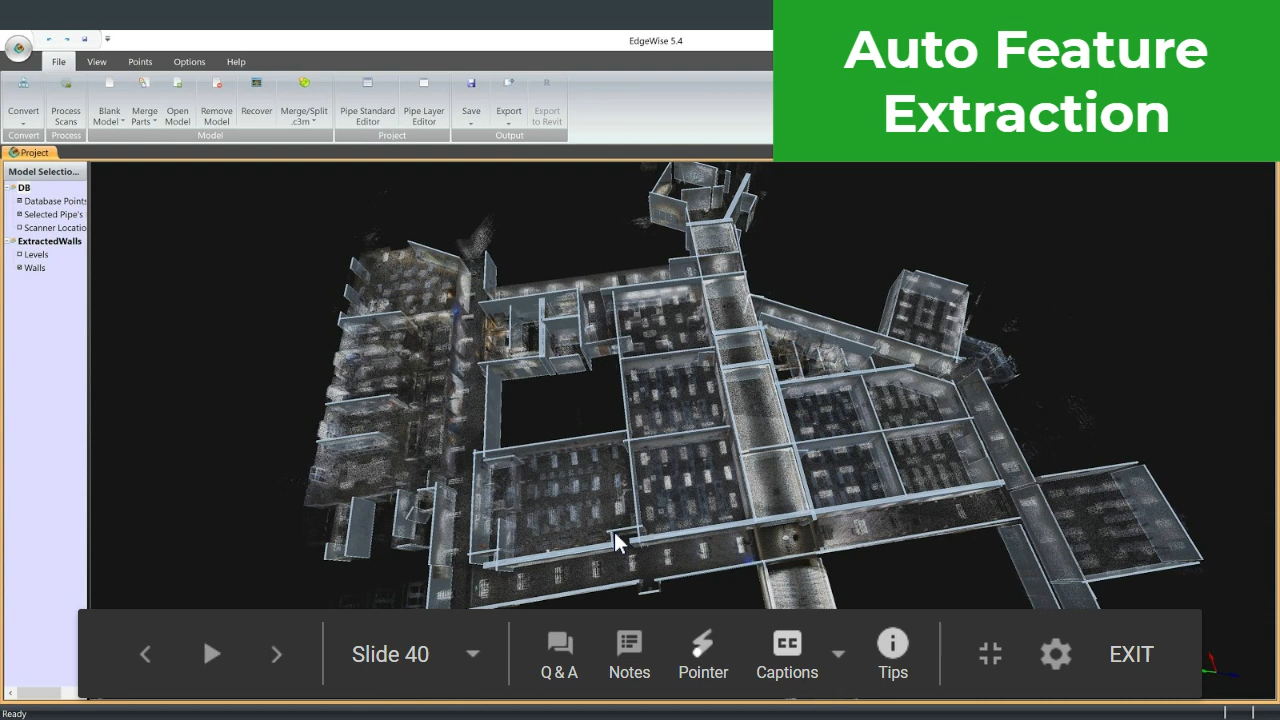 EdgeWise 5.4
Auto Feature
Extraction
File View Points Options Help
Convert Process Scans Blank Model Merge Parts Open Model Remove Model Recover Merge/Split .c3m Pipe Standard Editor Pipe Layer Editor Save Export Export to Revit
Convert Process Model Project Output
Project
Model Selectio...
DB
Database Points
Selected Pipe's
Scanner Locatio
ExtractedWalls
Levels
Walls
Slide 40
Q & A Notes Pointer Captions Tips EXIT
CC
Ready